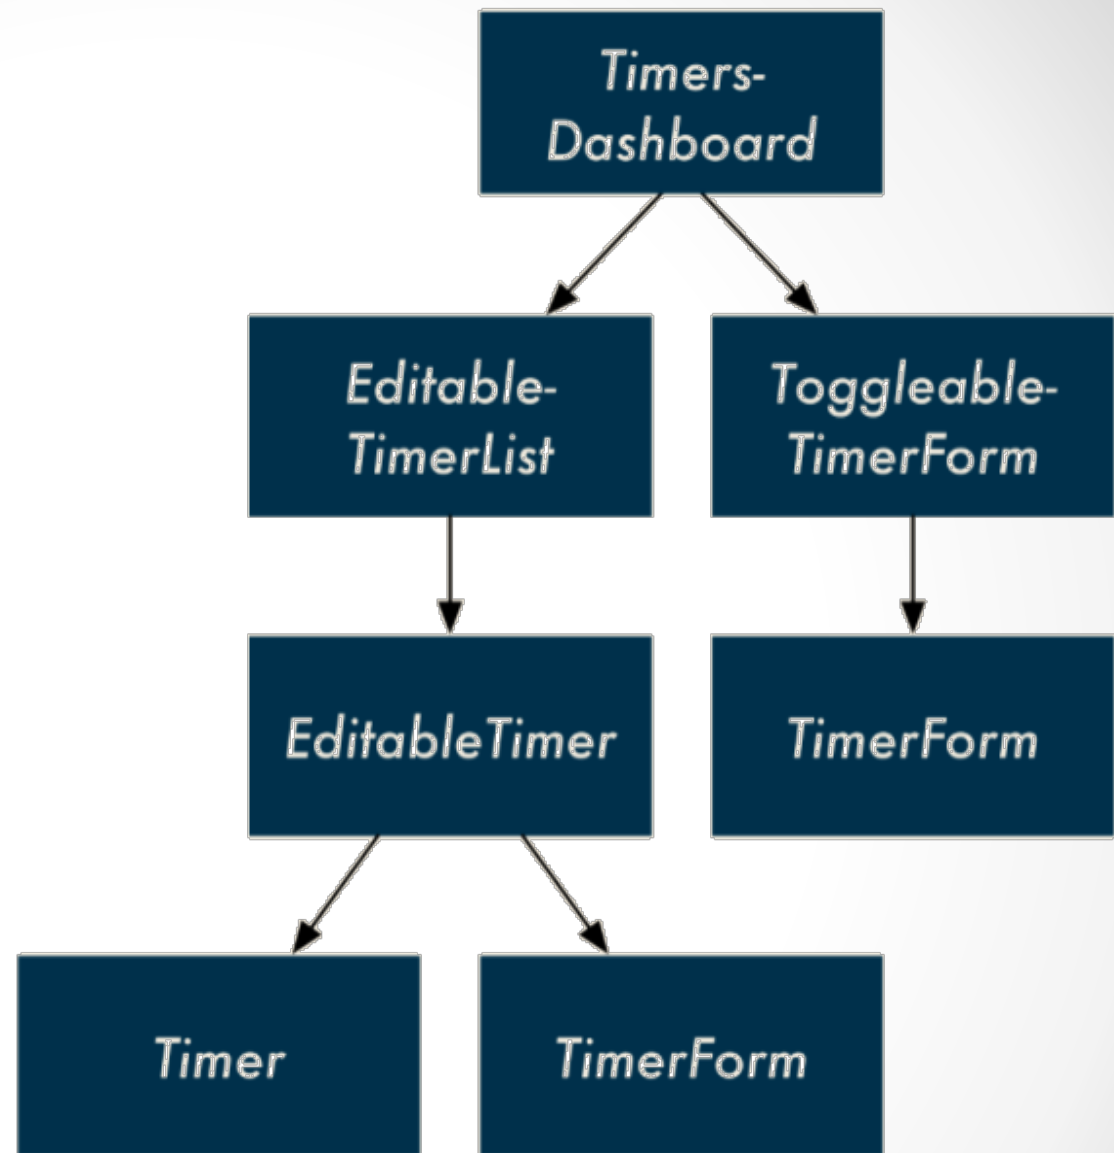 Timers-
Dashboard
Editable-
TimerList
Toggleable-
TimerForm
EditableTimer
TimerForm
Timer
TimerForm